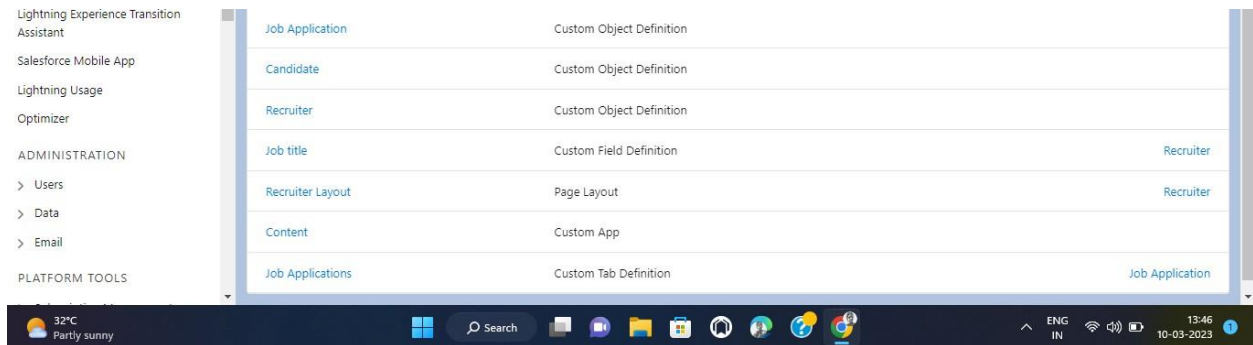 Lightning Experience Transition
Assistant
Salesforce Mobile App
Lightning Usage
Optimizer
ADMINISTRATION
Users
Data
Email
PLATFORM TOOLS
Job Application Custom Object Definition
Candidate Custom Object Definition
Recruiter Custom Object Definition
Job title Custom Field Definition Recruiter
Recruiter Layout Page Layout Recruiter
Content Custom App
Job Applications Custom Tab Definition Job Application
32°C
Partly sunny
Search
ENG
IN
13:46
10-03-2023
1